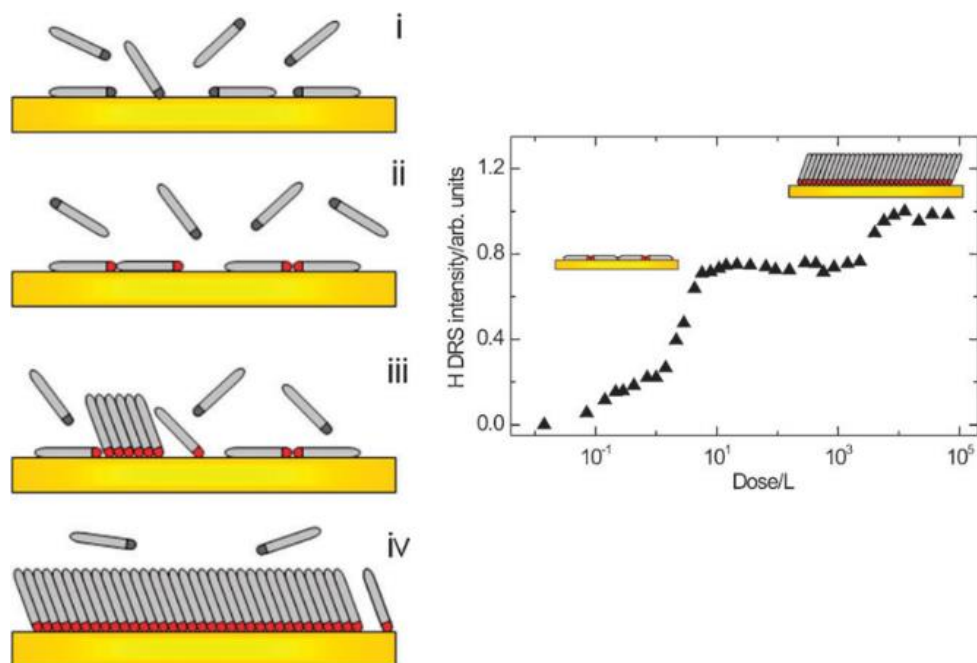 i
ii
iii
iv
H DRS intensity/arb. units
1.2
0.8
0.4
0.0
10⁻¹
10¹
10³
10⁵
Dose/L